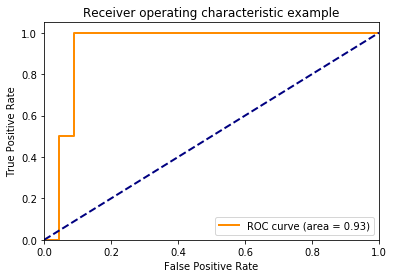 Receiver operating characteristic example
True Positive Rate
1.0
0.8
0.6
0.4
0.2
0.0
ROC curve (area = 0.93)
0.0 0.2 0.4 0.6 0.8 1.0
False Positive Rate